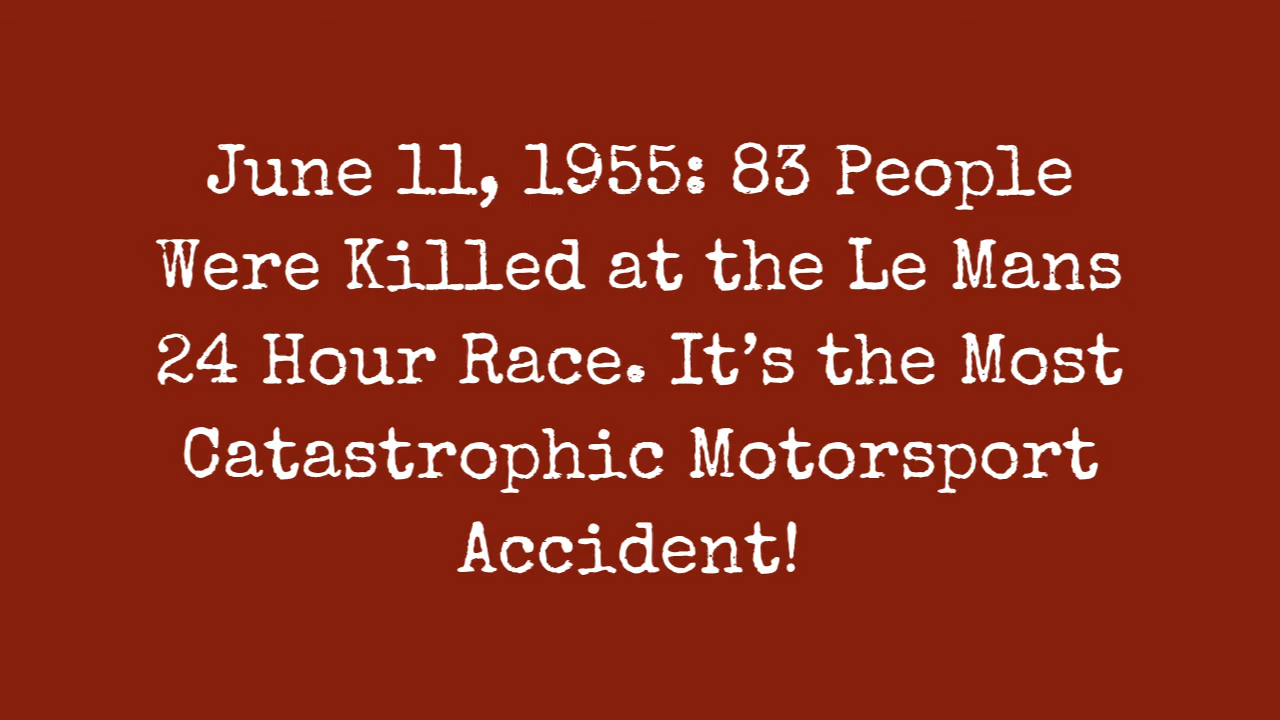 June 11, 1955: 83 People
Were Killed at the Le Mans
24 Hour Race. It’s the Most
Catastrophic Motorsport
Accident!